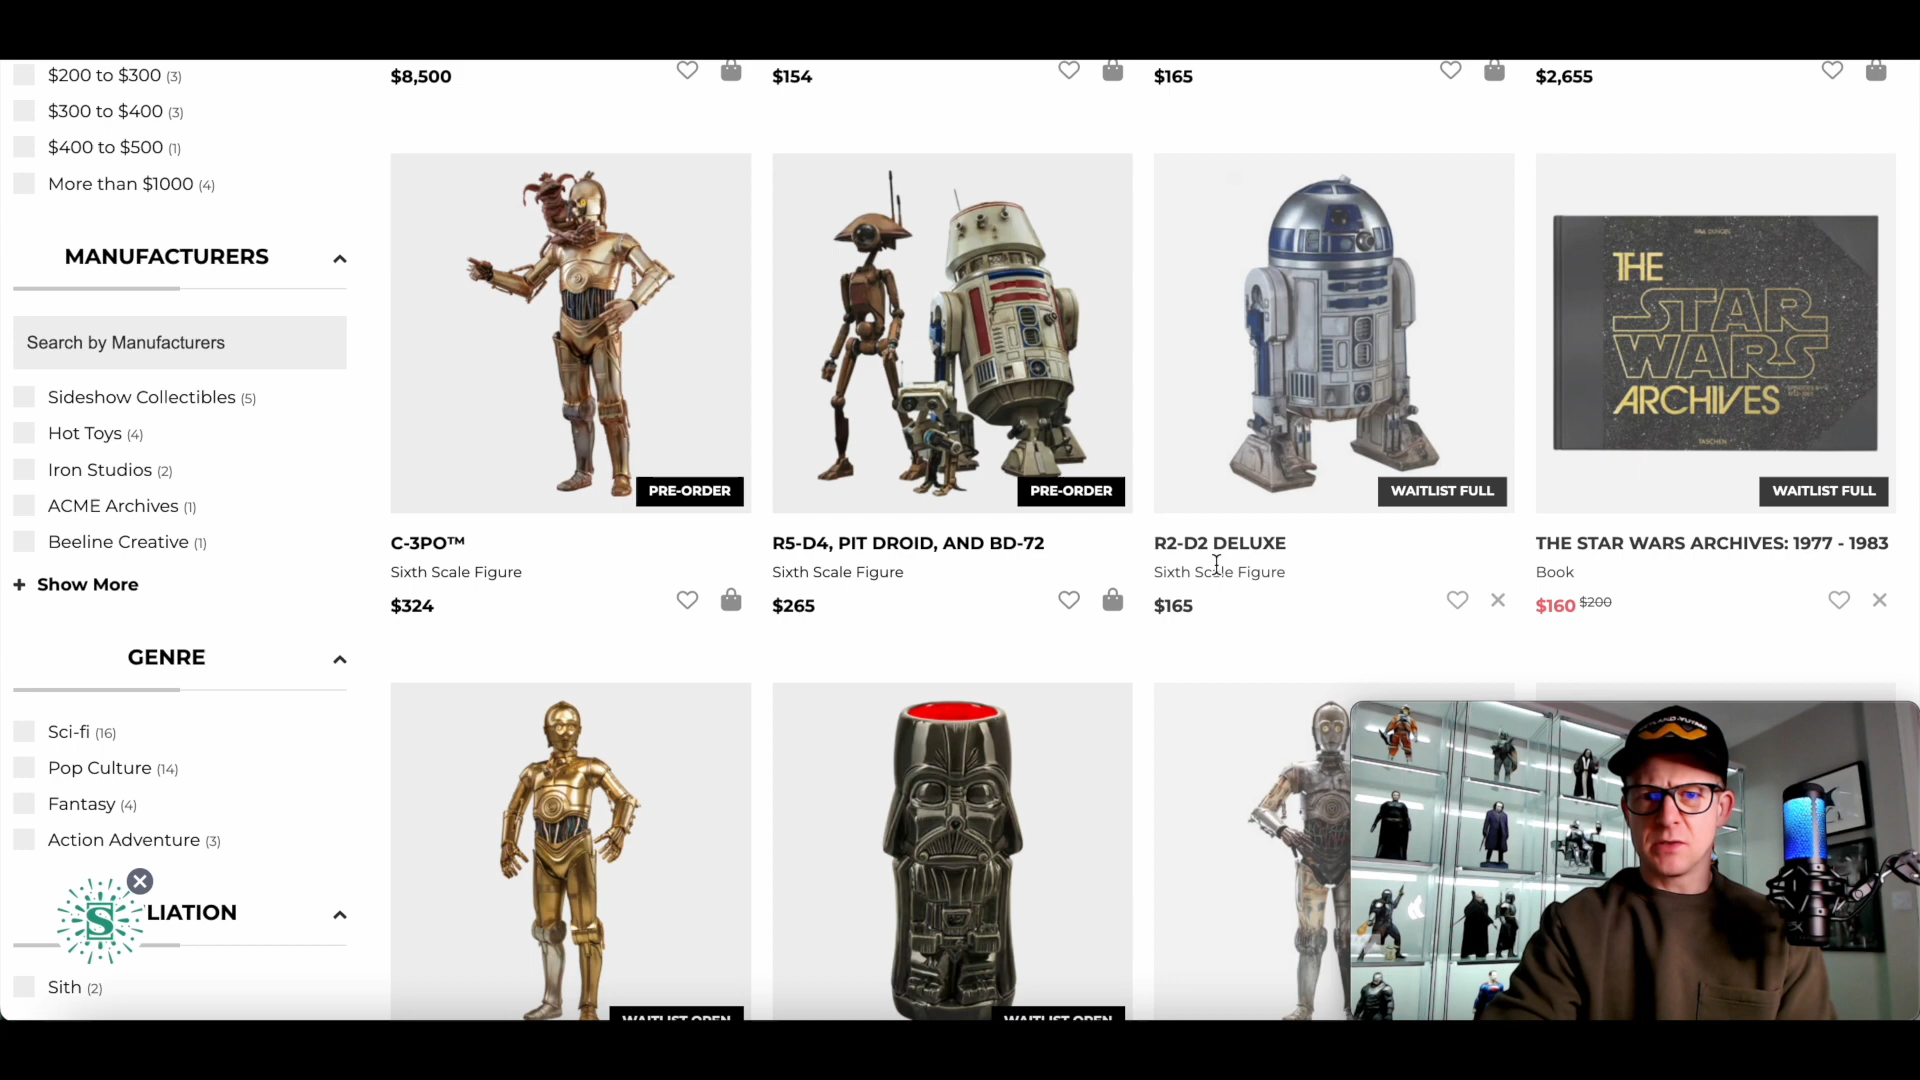 $200 to $300 (3)
$300 to $400 (3)
$400 to $500 (1)
More than $1000 (4)
MANUFACTURERS
Search by Manufacturers
Sideshow Collectibles (5)
Hot Toys (4)
Iron Studios (2)
ACME Archives (1)
Beeline Creative (1)
+ Show More
GENRE
Sci-fi (16)
Pop Culture (14)
Fantasy (4)
Action Adventure (3)
S
LIATION
Sith (2)
$8,500
$154
$165
$2,655
PRE-ORDER
C-3PO™
Sixth Scale Figure
$324
PRE-ORDER
R5-D4, PIT DROID, AND BD-72
Sixth Scale Figure
$265
WAITLIST FULL
R2-D2 DELUXE
Sixth Scale Figure
$165
THE
STAR
WARS
ARCHIVES
TASCHEN
WAITLIST FULL
THE STAR WARS ARCHIVES: 1977 - 1983
Book
$160 $200
WAITLIST OPEN
WAITLIST OPEN